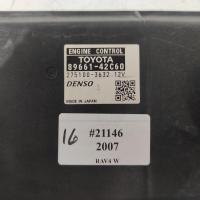 ENGINE CONTROL
TOYOTA
89661-42C60
275100-3632 12V
DENSO
MADE IN JAPAN
16
#21146
2007
RAV4 W